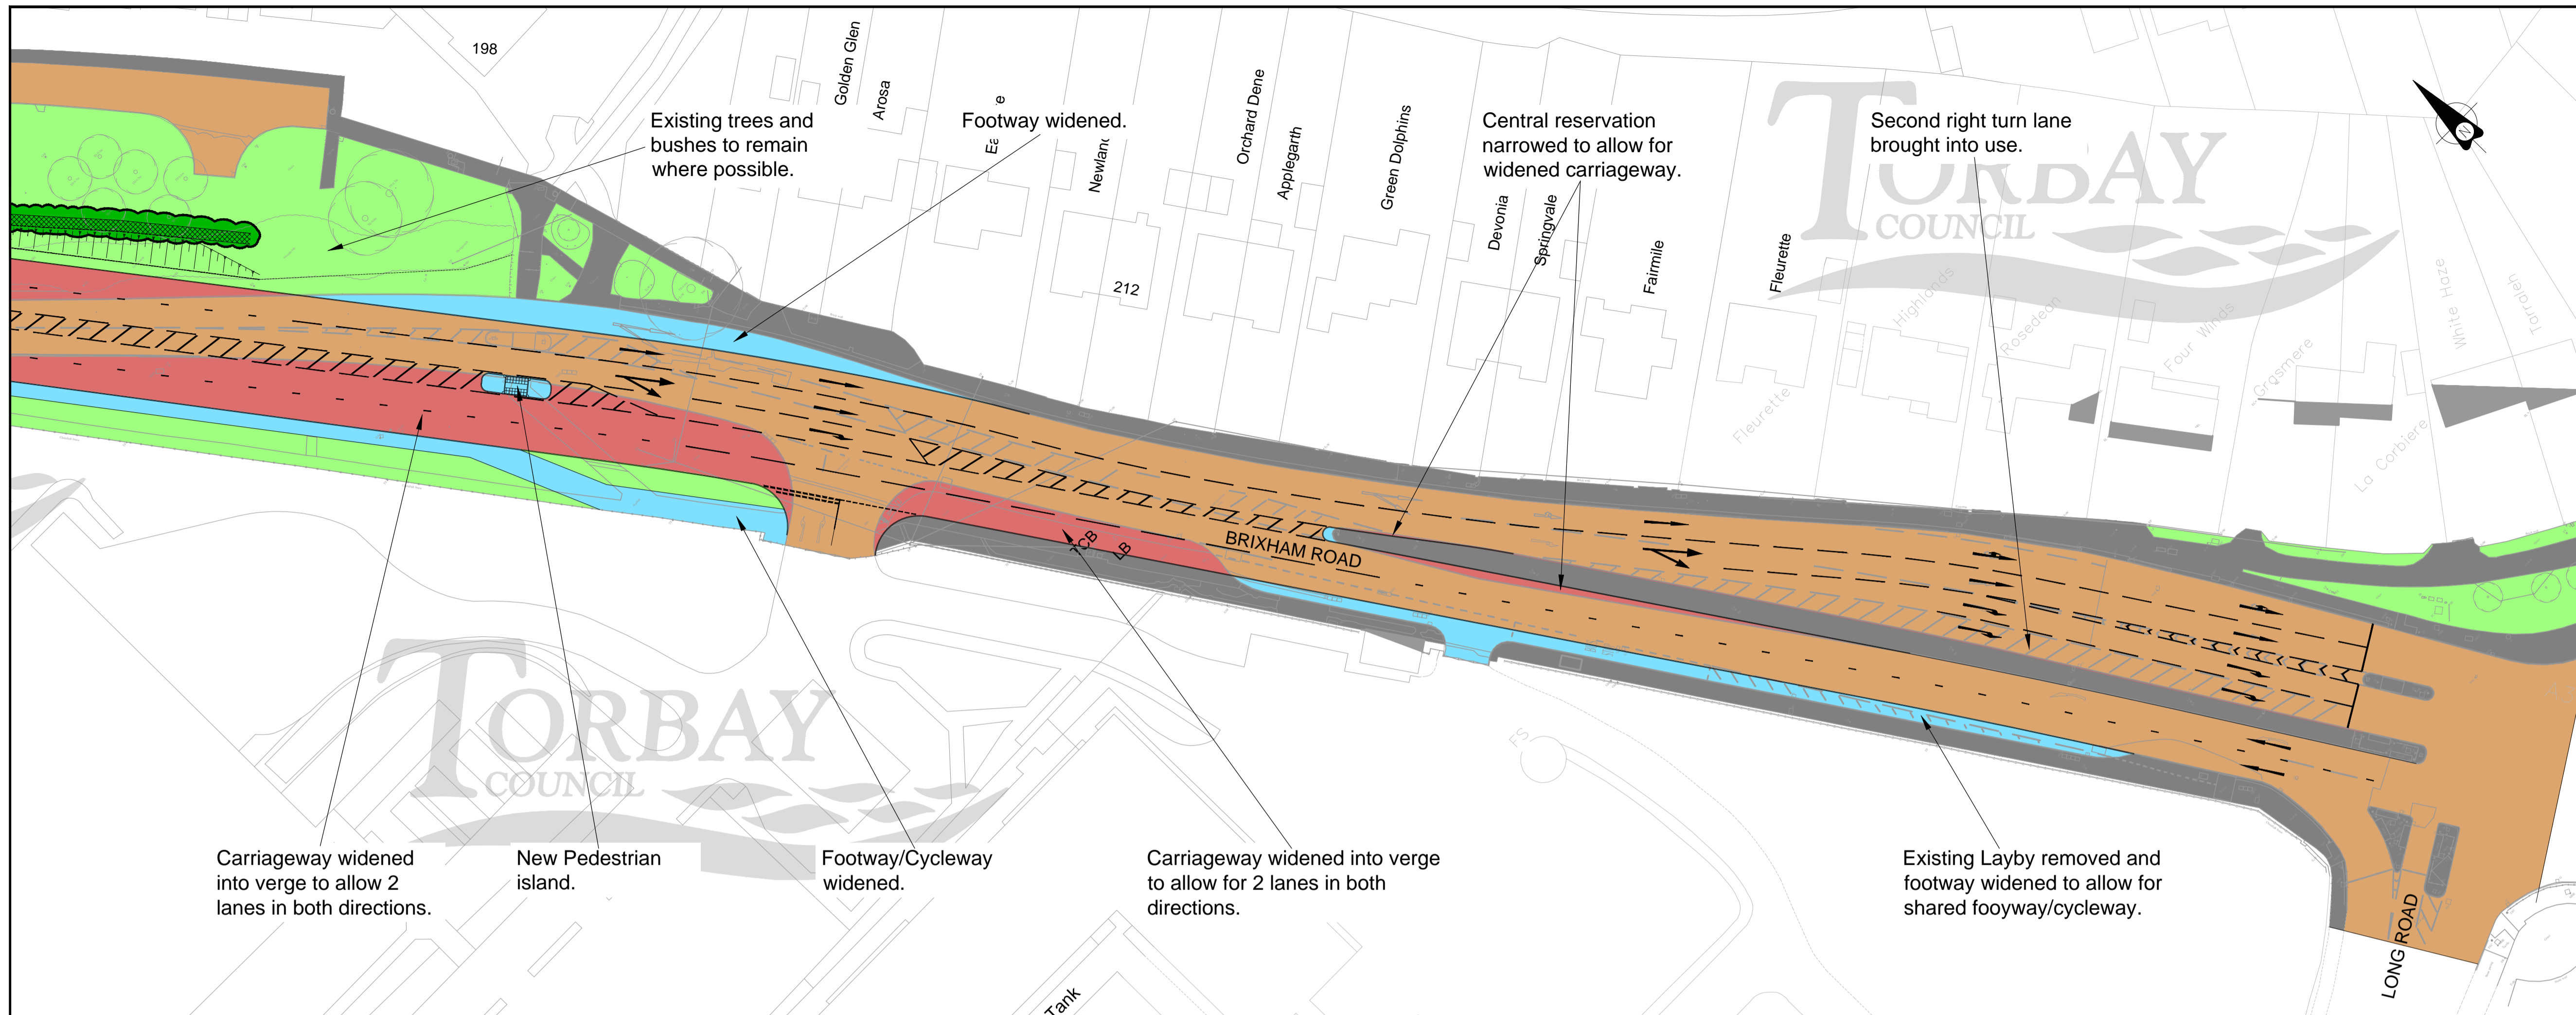 198
Golden Glen
Arosa
Orchard Dene
Applegarth
Green Dolphins
Existing trees and
bushes to remain
where possible.
Footway widened.
Central reservation
narrowed to allow for
widened carriageway.
Second right turn lane
brought into use.
TORBAY
COUNCIL
N
212
Devonia
Springvale
Fairmile
Fleurette
Highlands
Rosedeon
Four Winds
Grasmere
White Haze
Tarralen
La Corbiere
Fleurette
TCB
LB
BRIXHAM ROAD
ES
TORBAY
COUNCIL
Carriageway widened
into verge to allow 2
lanes in both directions.
New Pedestrian
island.
Footway/Cycleway
widened.
Carriageway widened into verge
to allow for 2 lanes in both
directions.
Existing Layby removed and
footway widened to allow for
shared fooyway/cycleway.
LONG ROAD
Tank